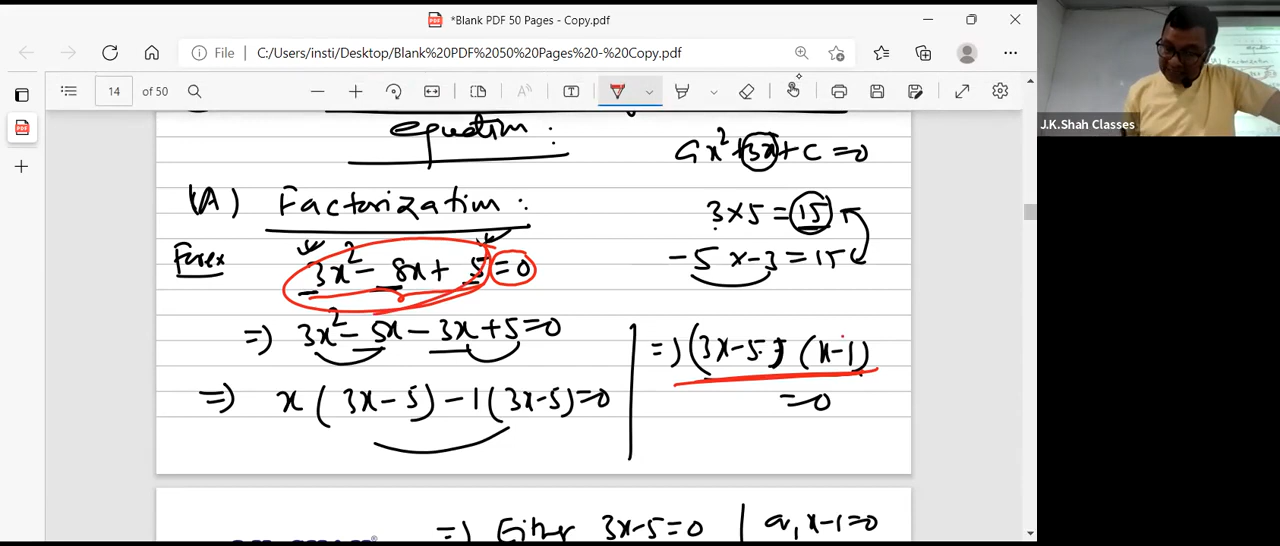 *Blank PDF 50 Pages - Copy.pdf
File C:/Users/insti/Desktop/Blank%20PDF%2050%20Pages%20-%20Copy.pdf
14 of 50
J.K.Shah Classes
equation :
ax² + bx + c = 0
(A) Factorization :
3 x 5 = 15
For ex 3x² - 8x + 5 = 0
- 5 x - 3 = 15
=) 3x² - 5x - 3x + 5 = 0
=) (3x - 5) (x - 1)
= 0
=) x ( 3x - 5 ) - 1 ( 3x - 5 ) = 0
=) Either 3x - 5 = 0 | or, x - 1 = 0